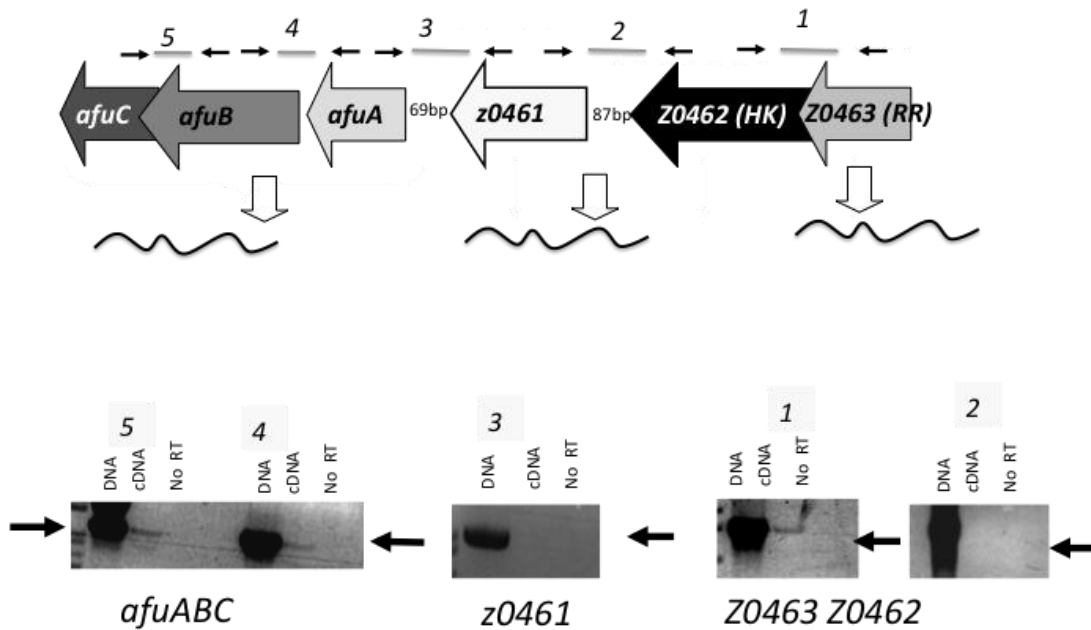 5 4 3 2 1
afuC afuB afuA 69bp z0461 87bp Z0462 (HK) Z0463 (RR)
5 4 3 1 2
DNA cDNA No RT DNA cDNA No RT DNA cDNA No RT DNA cDNA No RT DNA cDNA No RT
afuABC z0461 Z0463 Z0462